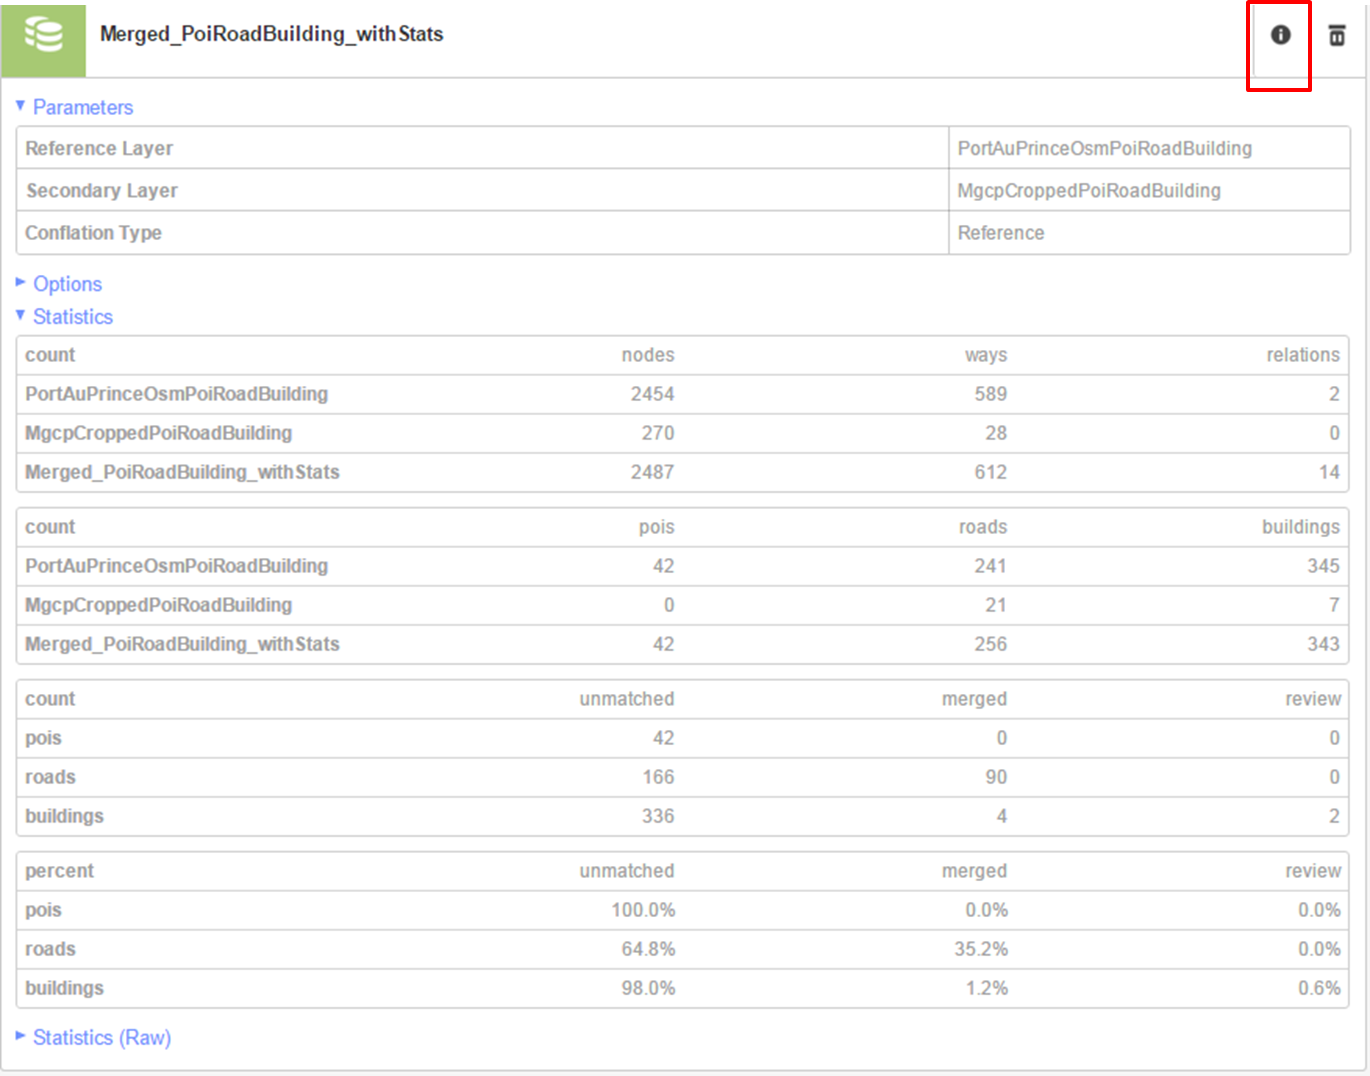 Merged_PoiRoadBuilding_withStats
Parameters
Reference Layer PortAuPrinceOsmPoiRoadBuilding
Secondary Layer MgcpCroppedPoiRoadBuilding
Conflation Type Reference
Options
Statistics
count nodes ways relations
PortAuPrinceOsmPoiRoadBuilding 2454 589 2
MgcpCroppedPoiRoadBuilding 270 28 0
Merged_PoiRoadBuilding_withStats 2487 612 14
count pois roads buildings
PortAuPrinceOsmPoiRoadBuilding 42 241 345
MgcpCroppedPoiRoadBuilding 0 21 7
Merged_PoiRoadBuilding_withStats 42 256 343
count unmatched merged review
pois 42 0 0
roads 166 90 0
buildings 336 4 2
percent unmatched merged review
pois 100.0% 0.0% 0.0%
roads 64.8% 35.2% 0.0%
buildings 98.0% 1.2% 0.6%
Statistics (Raw)